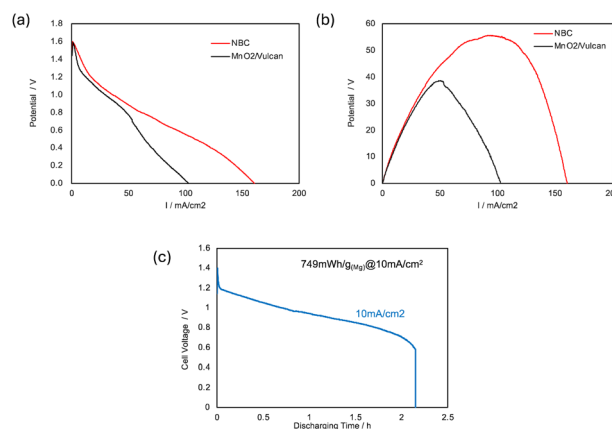 (a)
1.8
1.6
1.4
1.2
1.0
0.8
0.6
0.4
0.2
0.0
Potential / V
NBC
MnO2/Vulcan
0
50
100
150
200
I / mA/cm2
(b)
60
50
40
30
20
10
0
Potential / V
NBC
MnO2/Vulcan
0
50
100
150
200
I / mA/cm2
(c)
1.6
1.4
1.2
1
0.8
0.6
0.4
0.2
0
Cell Voltage / V
749mWh/g(Mg)@10mA/cm²
10mA/cm2
0
0.5
1
1.5
2
2.5
Discharging Time / h